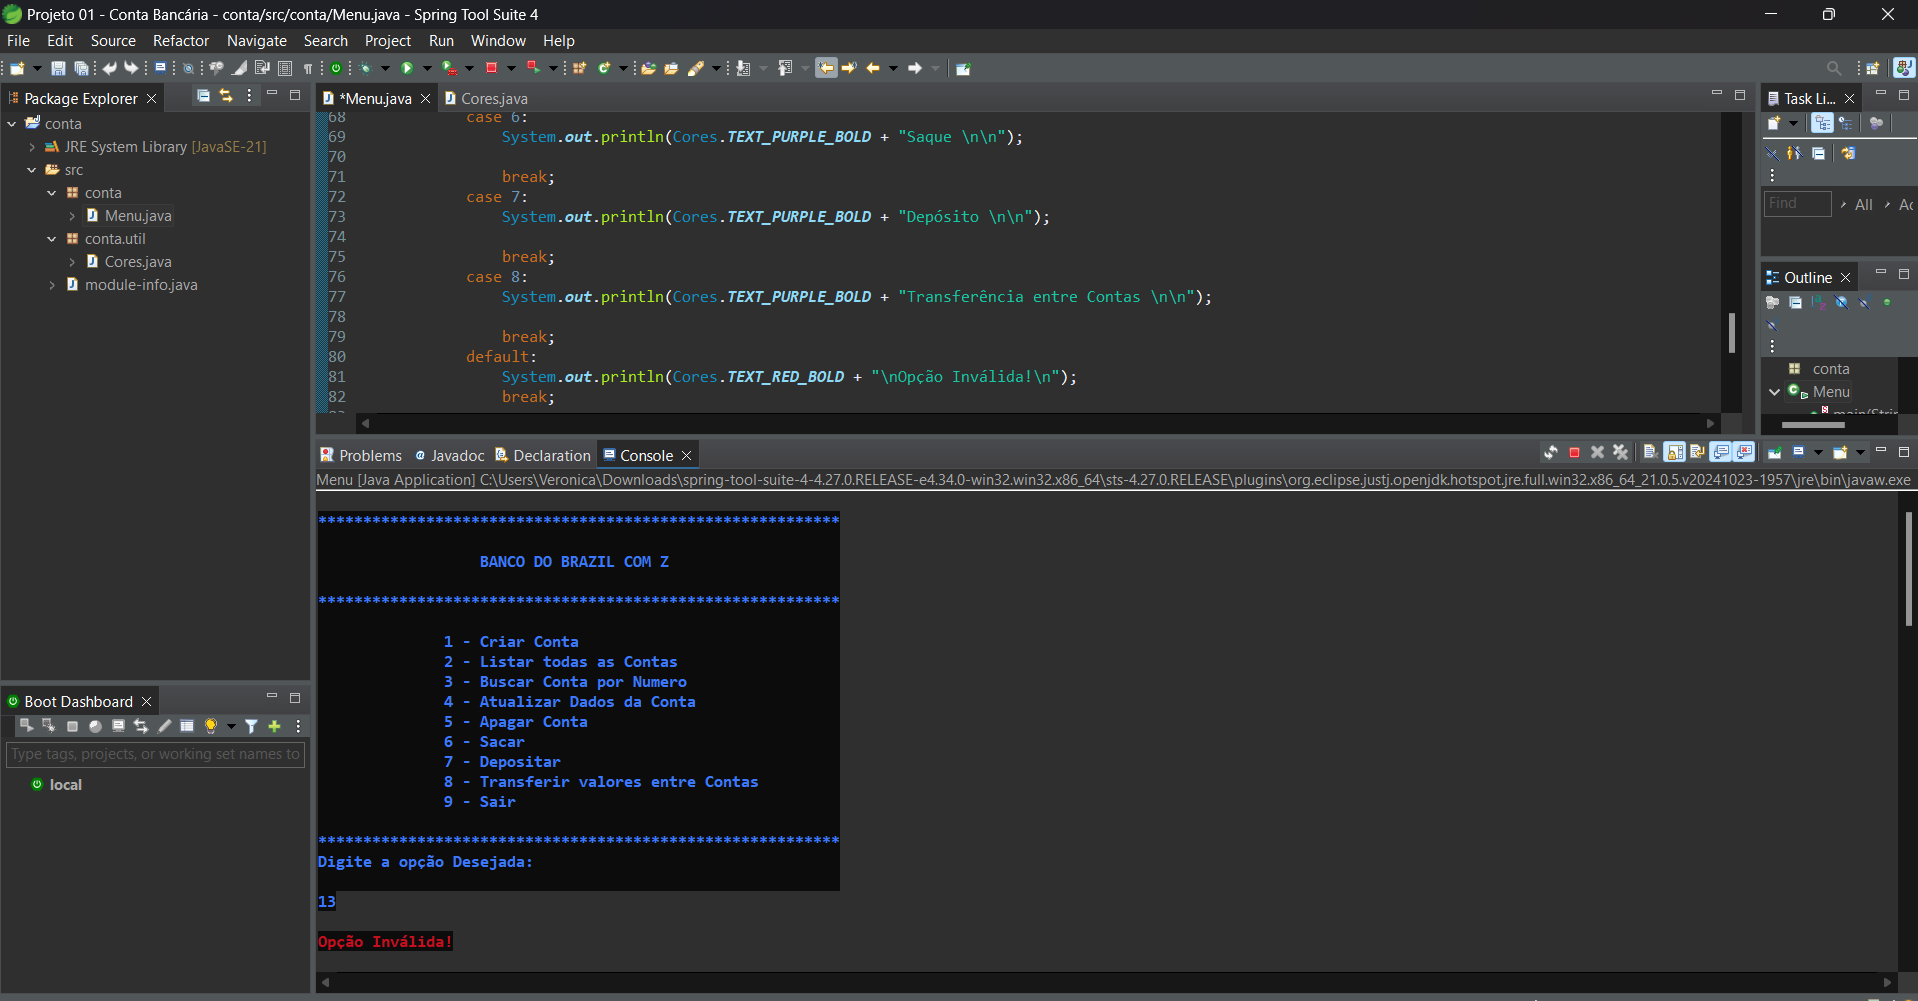 Projeto 01 - Conta Bancária - conta/src/conta/Menu.java - Spring Tool Suite 4
File Edit Source Refactor Navigate Search Project Run Window Help
Package Explorer
conta
JRE System Library [JavaSE-21]
src
conta
Menu.java
conta.util
Cores.java
module-info.java
Boot Dashboard
Type tags, projects, or working set names to
local
*Menu.java
Cores.java
68 case 6:
69 System.out.println(Cores.TEXT_PURPLE_BOLD + "Saque \n\n");
70
71 break;
72 case 7:
73 System.out.println(Cores.TEXT_PURPLE_BOLD + "Depósito \n\n");
74
75 break;
76 case 8:
77 System.out.println(Cores.TEXT_PURPLE_BOLD + "Transferência entre Contas \n\n");
78
79 break;
80 default:
81 System.out.println(Cores.TEXT_RED_BOLD + "\nOpção Inválida!\n");
82 break;
Task Li...
Find
All
Outline
conta
Menu
Problems Javadoc Declaration Console
Menu [Java Application] C:\Users\Veronica\Downloads\spring-tool-suite-4-4.27.0.RELEASE-e4.34.0-win32.win32.x86_64\sts-4.27.0.RELEASE\plugins\org.eclipse.justj.openjdk.hotspot.jre.full.win32.x86_64_21.0.5.v20241023-1957\jre\bin\javaw.exe
**********************************************************
BANCO DO BRAZIL COM Z
**********************************************************
1 - Criar Conta
2 - Listar todas as Contas
3 - Buscar Conta por Numero
4 - Atualizar Dados da Conta
5 - Apagar Conta
6 - Sacar
7 - Depositar
8 - Transferir valores entre Contas
9 - Sair
**********************************************************
Digite a opção Desejada:
13
Opção Inválida!